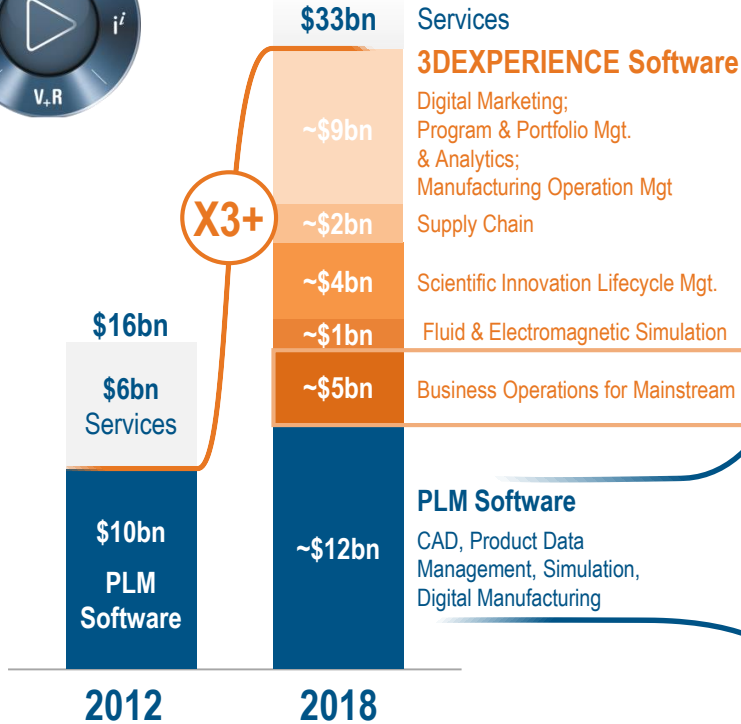 iⁱ
V+R
$33bn
Services
3DEXPERIENCE Software
~$9bn
Digital Marketing;
Program & Portfolio Mgt.
& Analytics;
Manufacturing Operation Mgt
X3+
~$2bn
Supply Chain
~$4bn
Scientific Innovation Lifecycle Mgt.
~$1bn
Fluid & Electromagnetic Simulation
~$5bn
Business Operations for Mainstream
$16bn
$6bn
Services
$10bn
PLM
Software
~$12bn
PLM Software
CAD, Product Data
Management, Simulation,
Digital Manufacturing
2012
2018